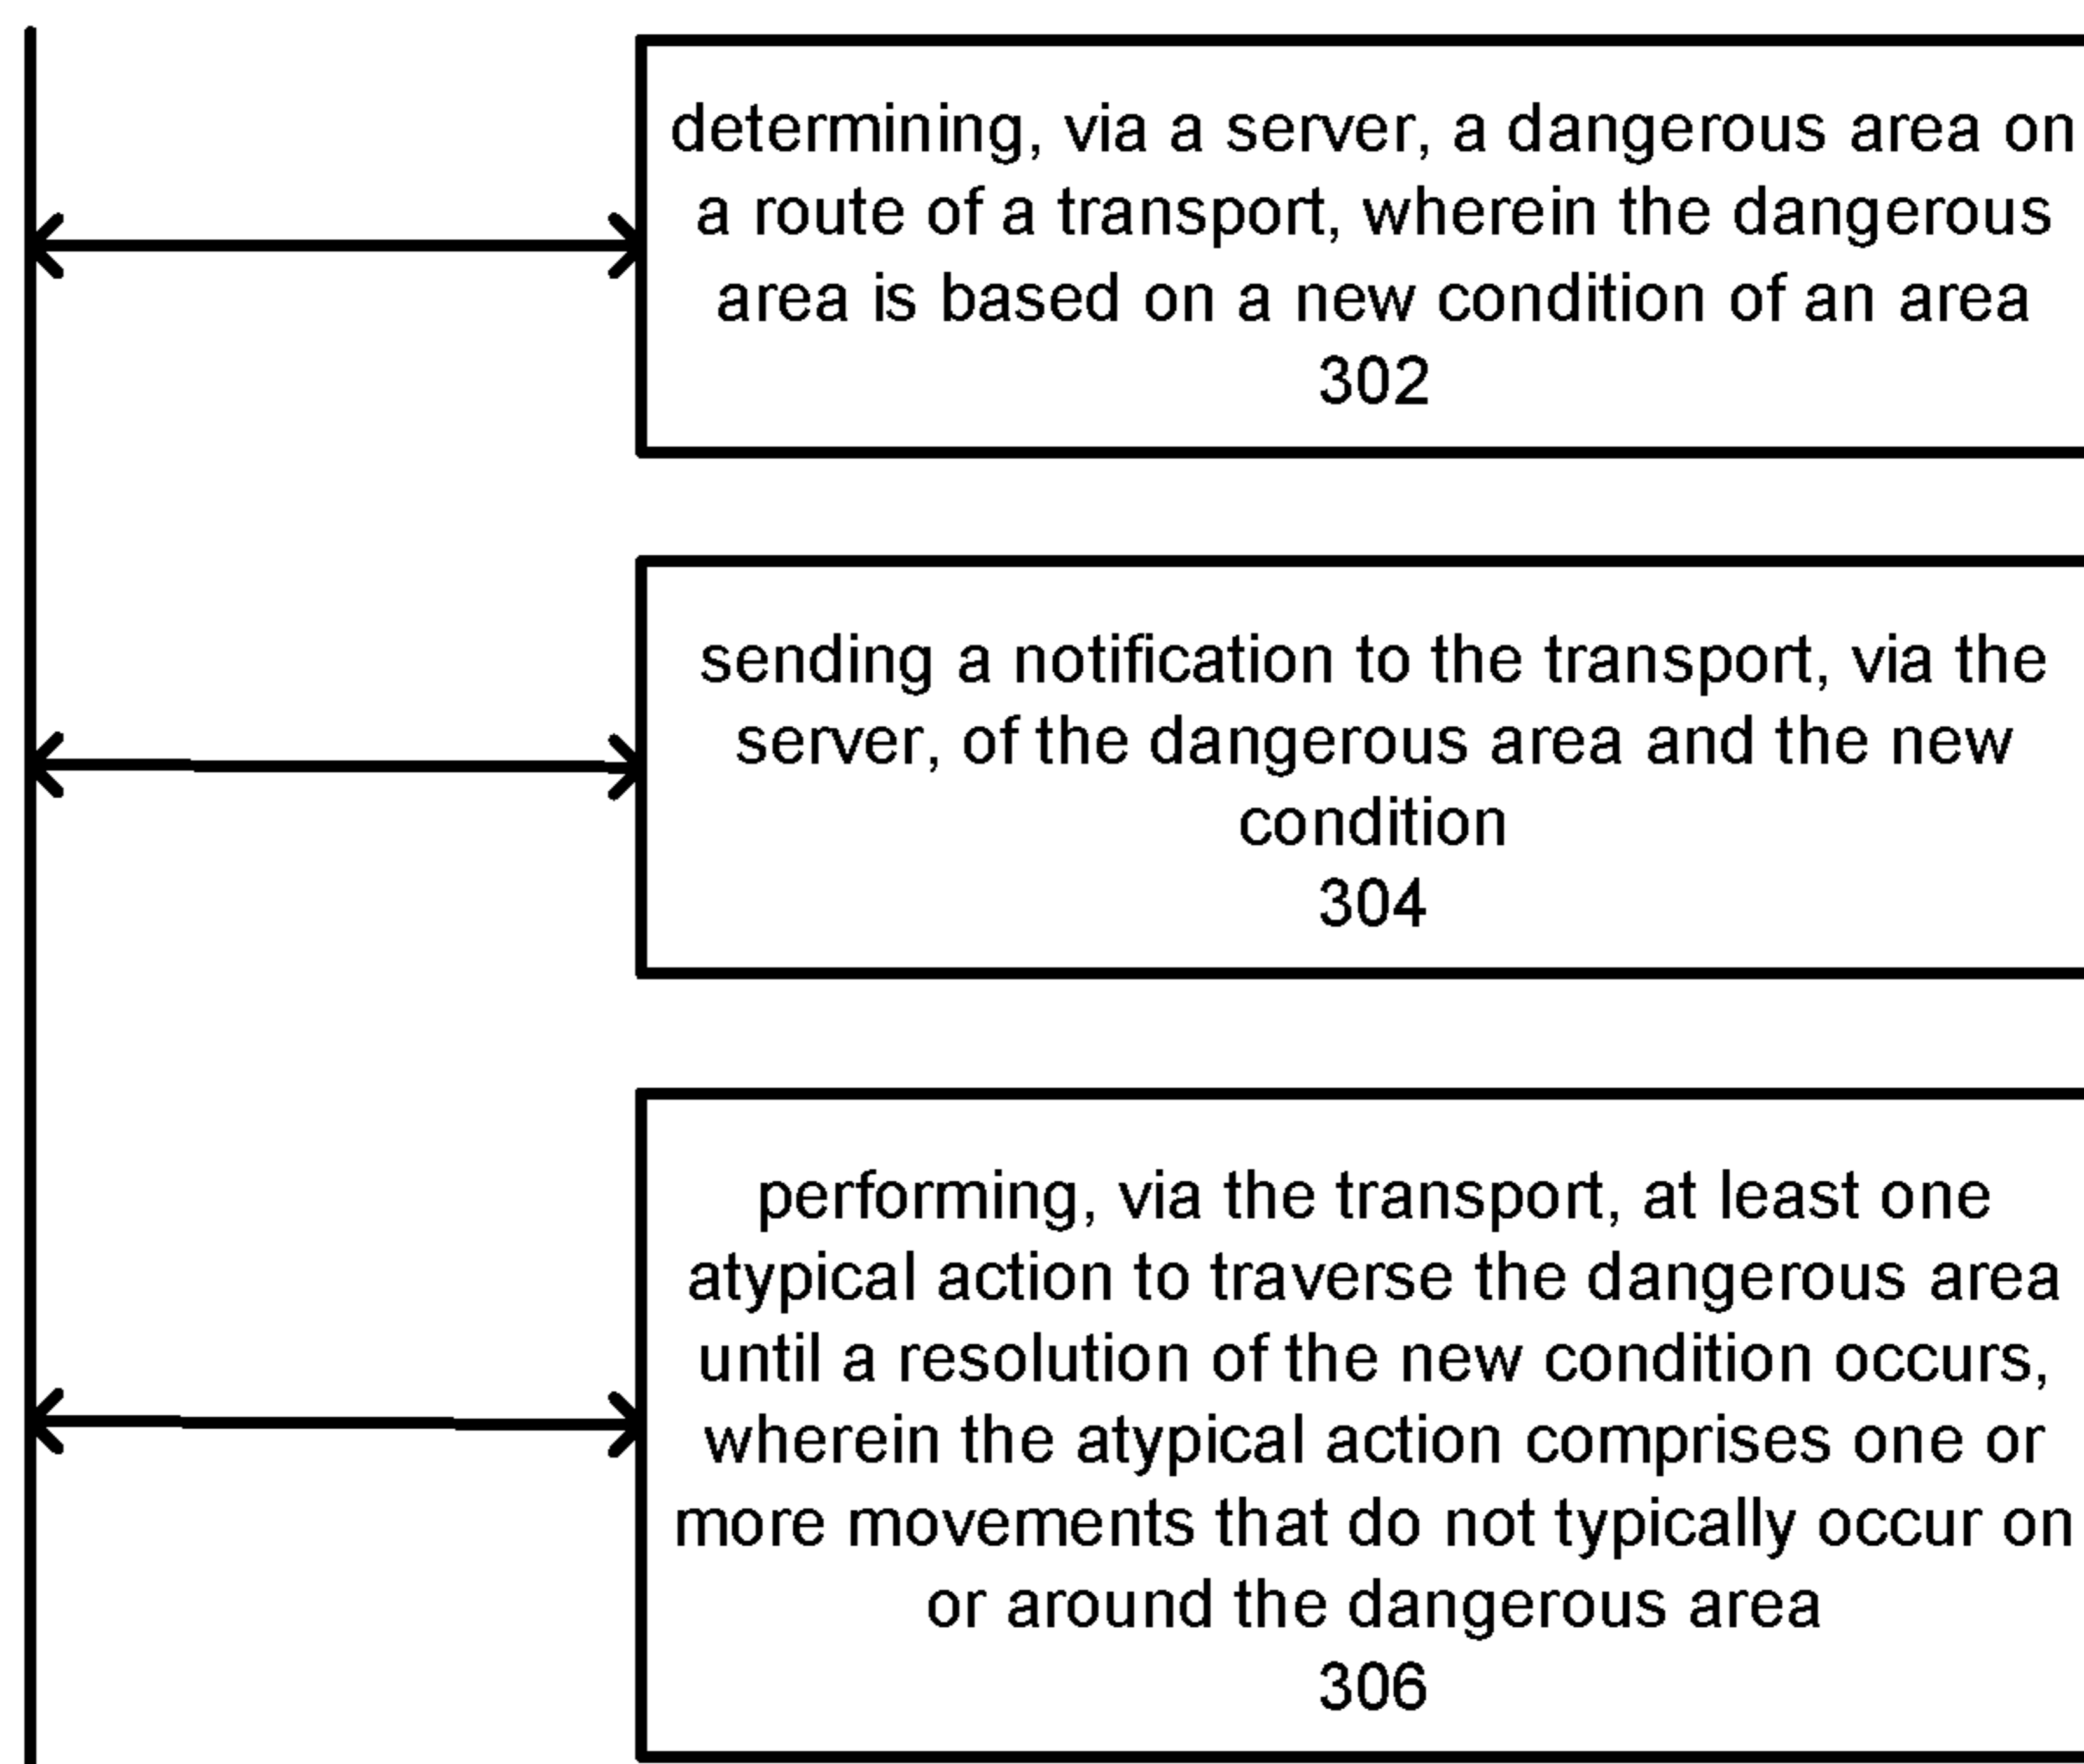 determining, via a server, a dangerous area on
a route of a transport, wherein the dangerous
area is based on a new condition of an area
302
sending a notification to the transport, via the
server, of the dangerous area and the new
condition
304
performing, via the transport, at least one
atypical action to traverse the dangerous area
until a resolution of the new condition occurs,
wherein the atypical action comprises one or
more movements that do not typically occur on
or around the dangerous area
306